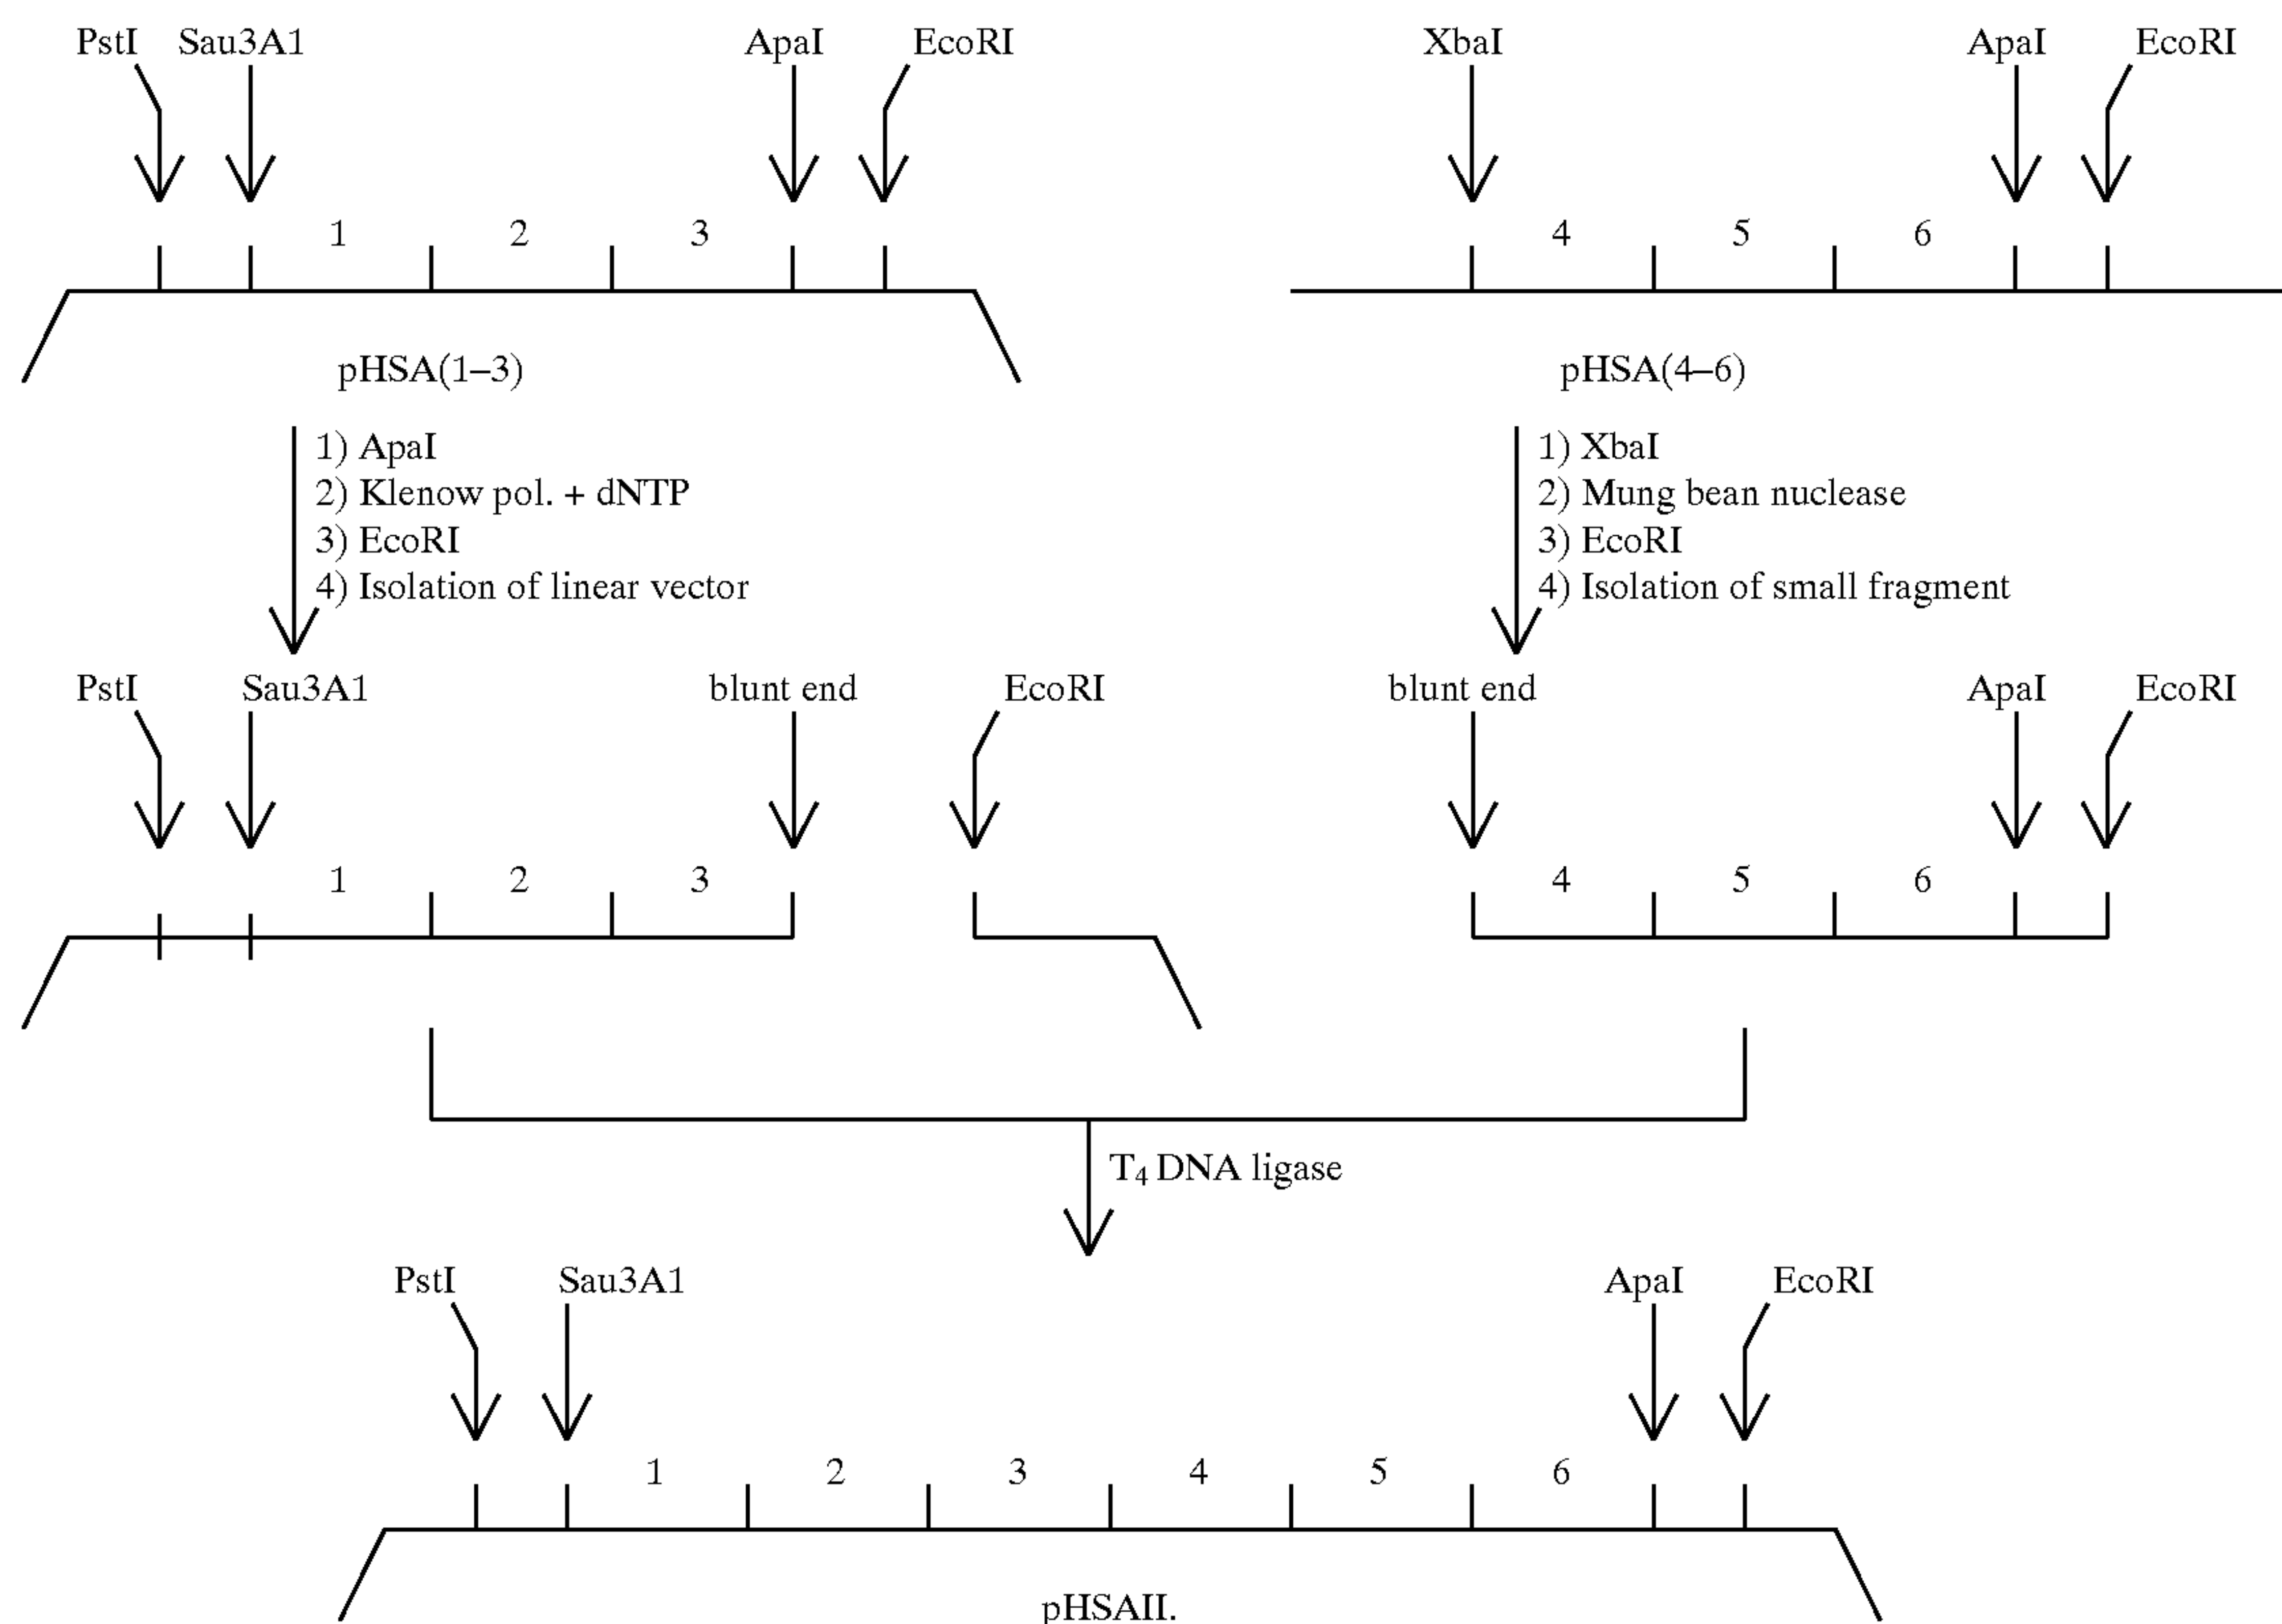 PstI Sau3A1 ApaI EcoRI XbaI ApaI EcoRI
1 2 3 4 5 6
pHSA(1–3) pHSA(4–6)
1) ApaI
2) Klenow pol. + dNTP
3) EcoRI
4) Isolation of linear vector
1) XbaI
2) Mung bean nuclease
3) EcoRI
4) Isolation of small fragment
PstI Sau3A1 blunt end EcoRI blunt end ApaI EcoRI
1 2 3 4 5 6
T4 DNA ligase
PstI Sau3A1 ApaI EcoRI
1 2 3 4 5 6
pHSAII.